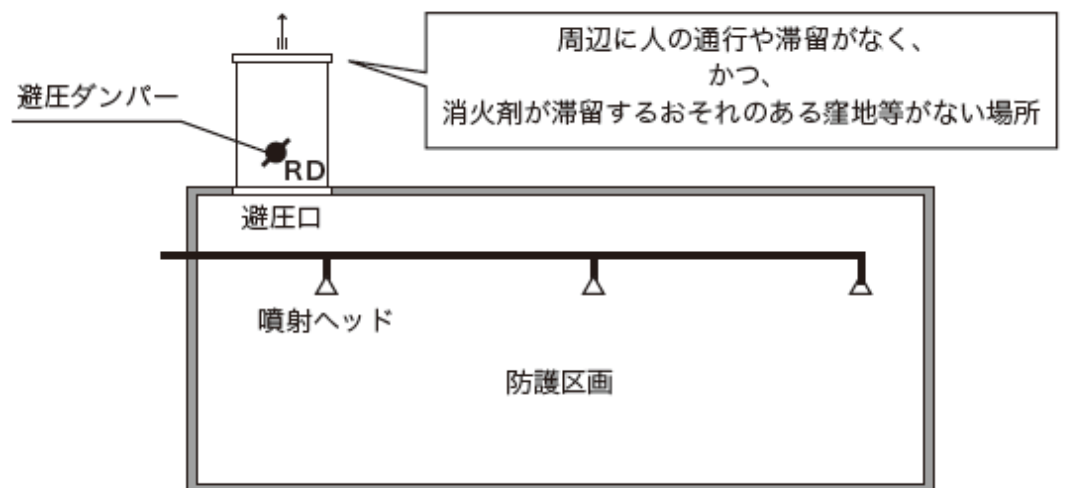 周辺に人の通行や滞留がなく、
かつ、
消火剤が滞留するおそれのある窪地等がない場所
避圧ダンパー
RD
避圧口
噴射ヘッド
防護区画